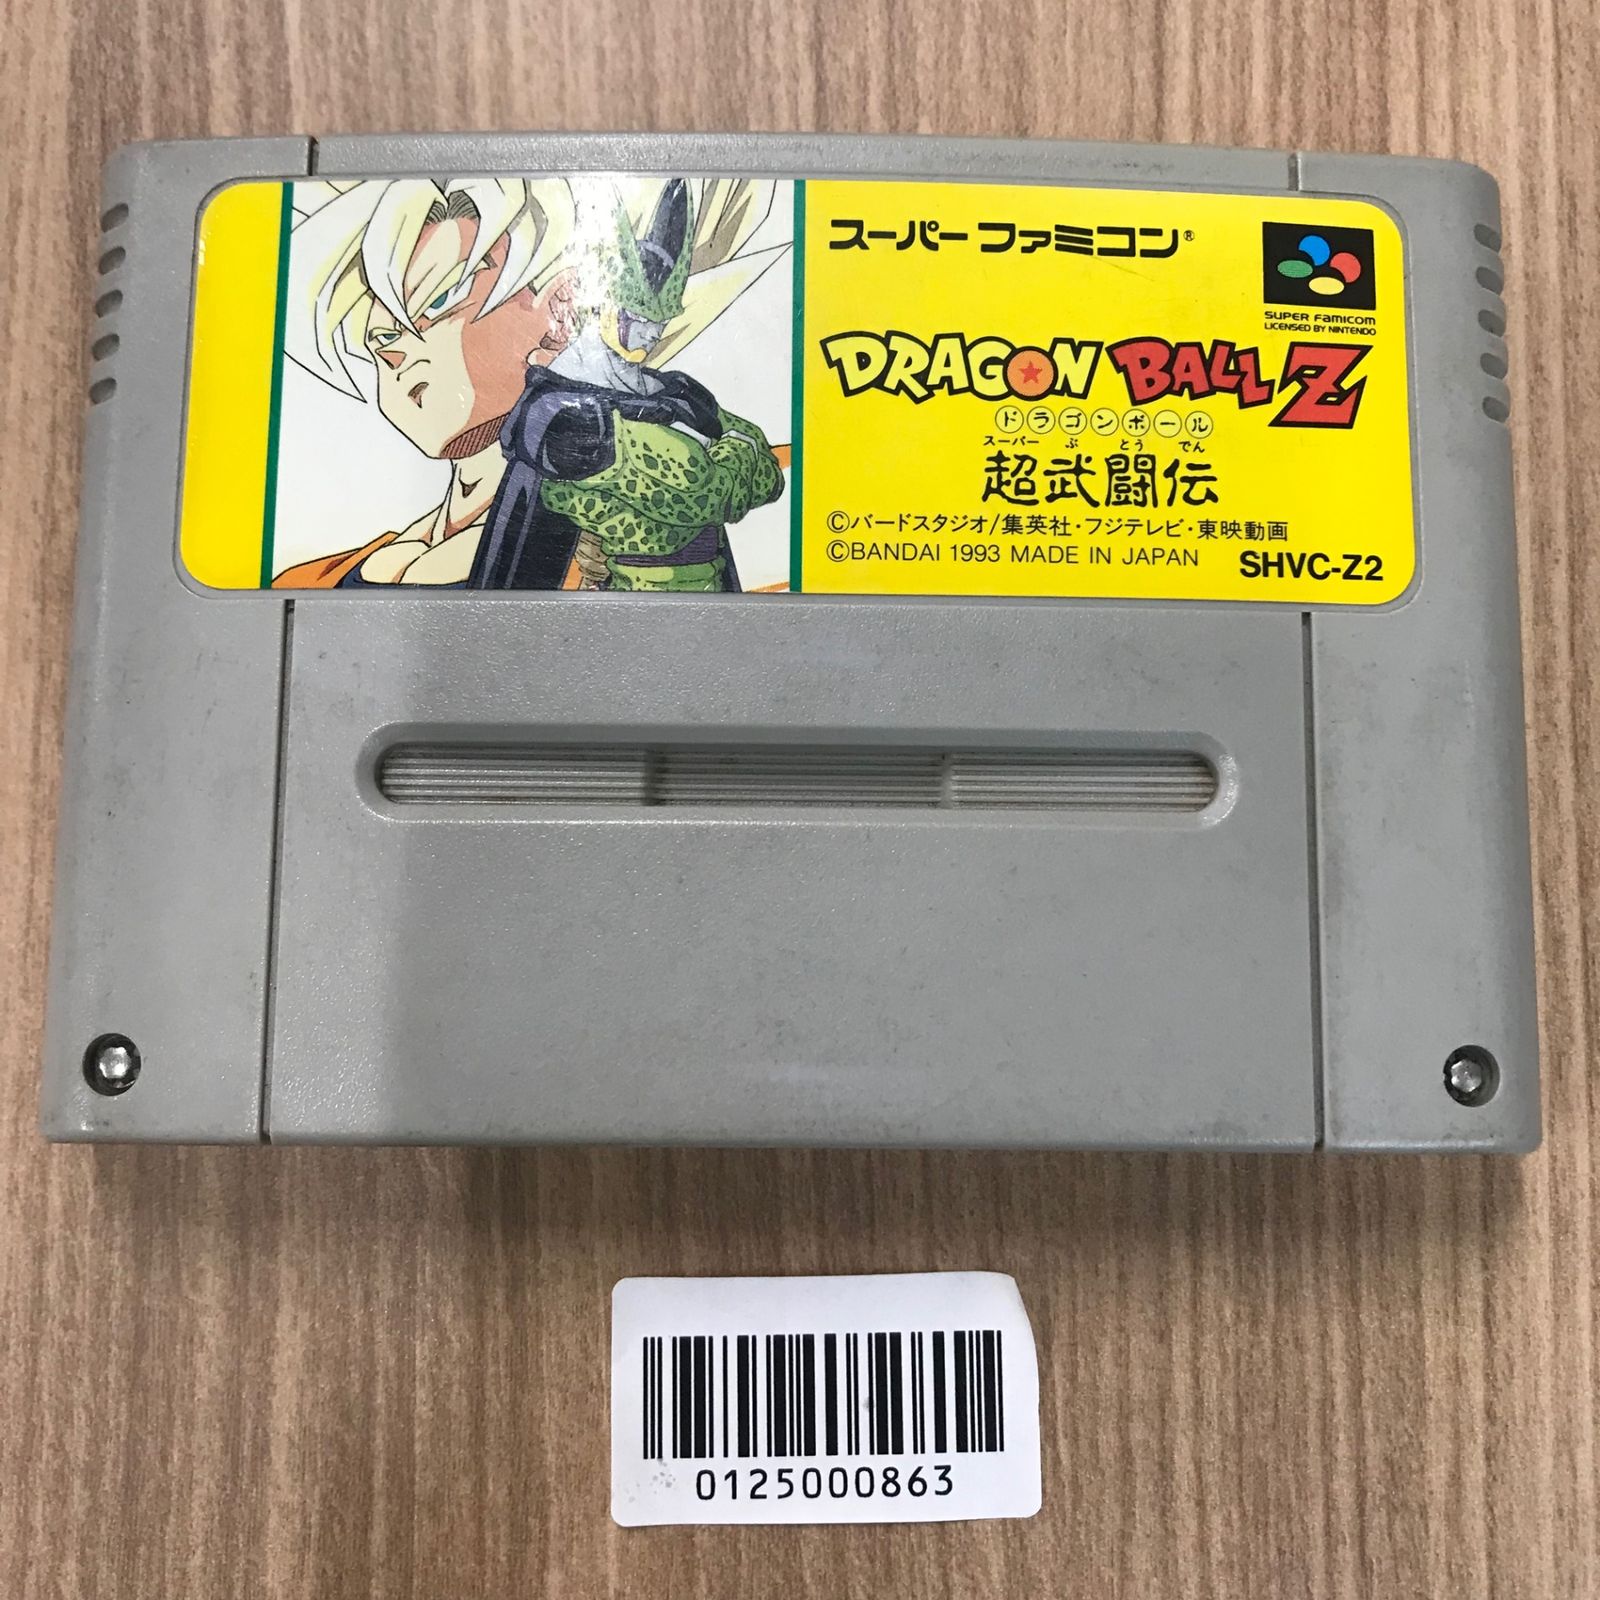 スーパーファミコン®
SUPER FAMICOM
LICENSED BY NINTENDO
DRAGON BALL Z
ドラゴンボール
スーパー ぶ とう でん
超武闘伝
©バードスタジオ/集英社・フジテレビ・東映動画
©BANDAI 1993 MADE IN JAPAN SHVC-Z2
0125000863